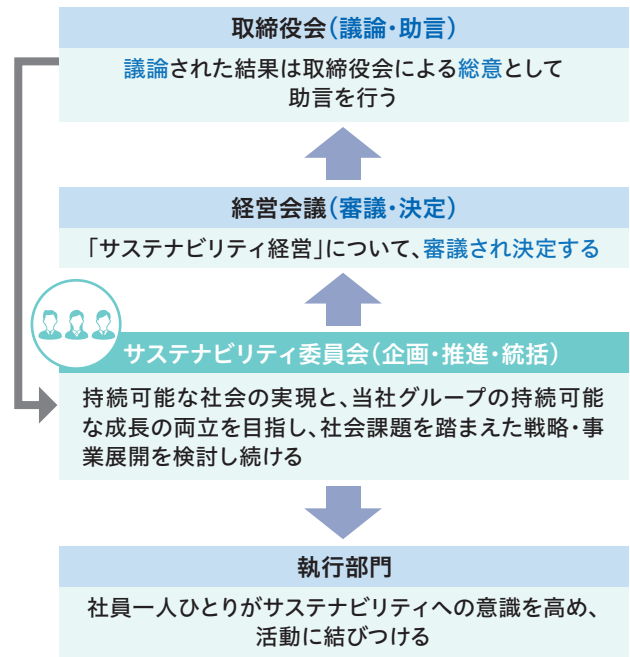 取締役会(議論・助言)
議論された結果は取締役会による総意として
助言を行う
経営会議(審議・決定)
「サステナビリティ経営」について、審議され決定する
サステナビリティ委員会(企画・推進・統括)
持続可能な社会の実現と、当社グループの持続可能
な成長の両立を目指し、社会課題を踏まえた戦略・事
業展開を検討し続ける
執行部門
社員一人ひとりがサステナビリティへの意識を高め、
活動に結びつける